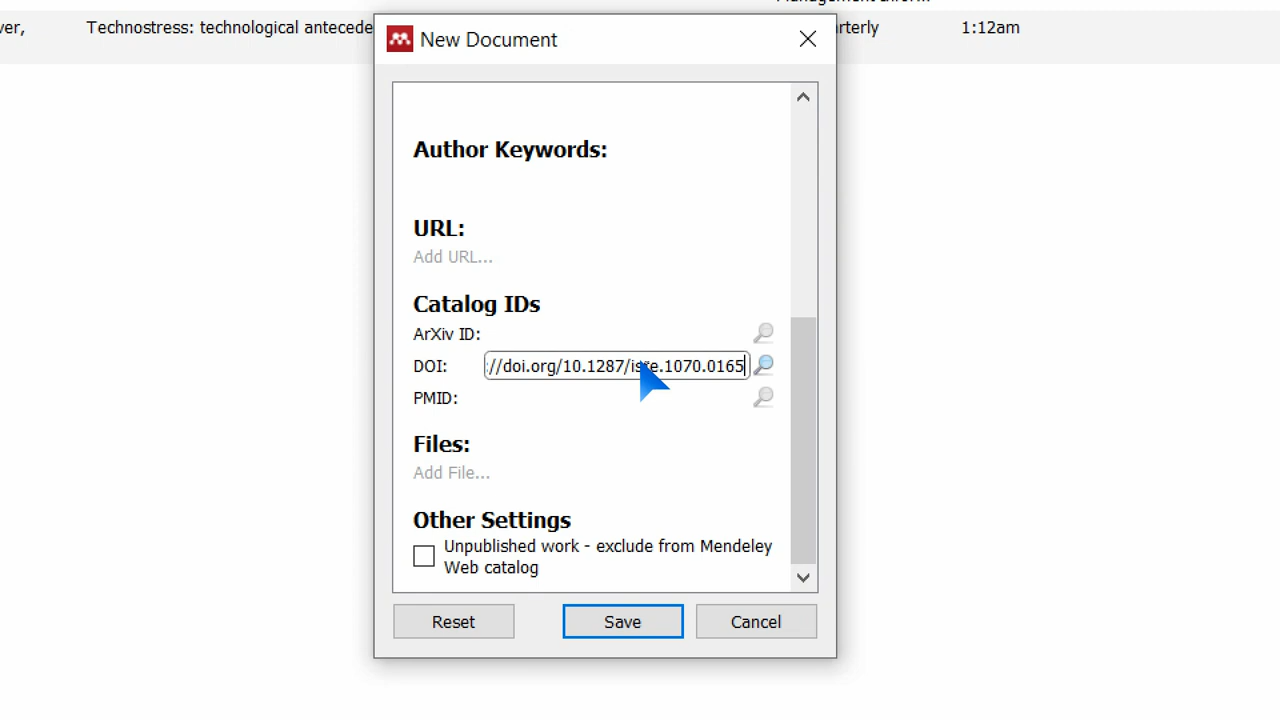 ver, Technostress: technological antecede rterly 1:12am
New Document
Author Keywords:
URL:
Add URL...
Catalog IDs
ArXiv ID:
DOI: ://doi.org/10.1287/isre.1070.0165
PMID:
Files:
Add File...
Other Settings
Unpublished work - exclude from Mendeley
Web catalog
Reset Save Cancel